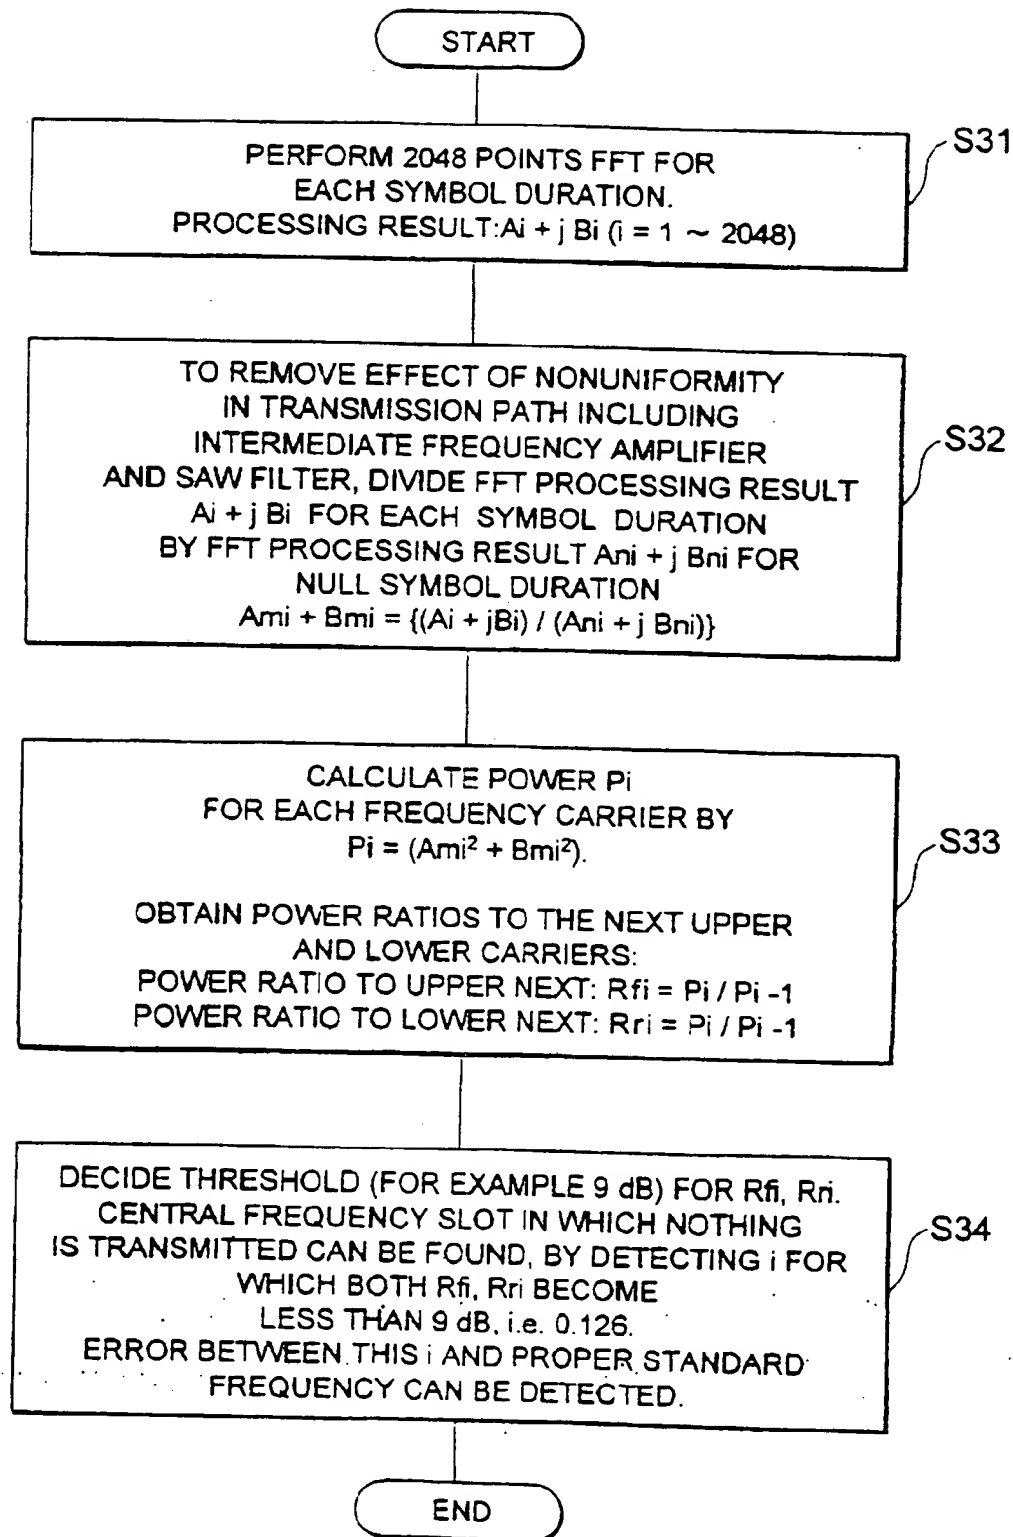 START
PERFORM 2048 POINTS FFT FOR
EACH SYMBOL DURATION.
PROCESSING RESULT:Ai + j Bi (i = 1 ~ 2048)
S31
TO REMOVE EFFECT OF NONUNIFORMITY
IN TRANSMISSION PATH INCLUDING
INTERMEDIATE FREQUENCY AMPLIFIER
AND SAW FILTER, DIVIDE FFT PROCESSING RESULT
Ai + j Bi FOR EACH SYMBOL DURATION
BY FFT PROCESSING RESULT Ani + j Bni FOR
NULL SYMBOL DURATION
Ami + Bmi = {(Ai + jBi) / (Ani + j Bni)}
S32
CALCULATE POWER Pi
FOR EACH FREQUENCY CARRIER BY
Pi = (Ami² + Bmi²).
OBTAIN POWER RATIOS TO THE NEXT UPPER
AND LOWER CARRIERS:
POWER RATIO TO UPPER NEXT: Rfi = Pi / Pi -1
POWER RATIO TO LOWER NEXT: Rri = Pi / Pi -1
S33
DECIDE THRESHOLD (FOR EXAMPLE 9 dB) FOR Rfi, Rri.
CENTRAL FREQUENCY SLOT IN WHICH NOTHING
IS TRANSMITTED CAN BE FOUND, BY DETECTING i FOR
WHICH BOTH Rfi, Rri BECOME
LESS THAN 9 dB, i.e. 0.126.
ERROR BETWEEN THIS i AND PROPER STANDARD
FREQUENCY CAN BE DETECTED.
S34
END